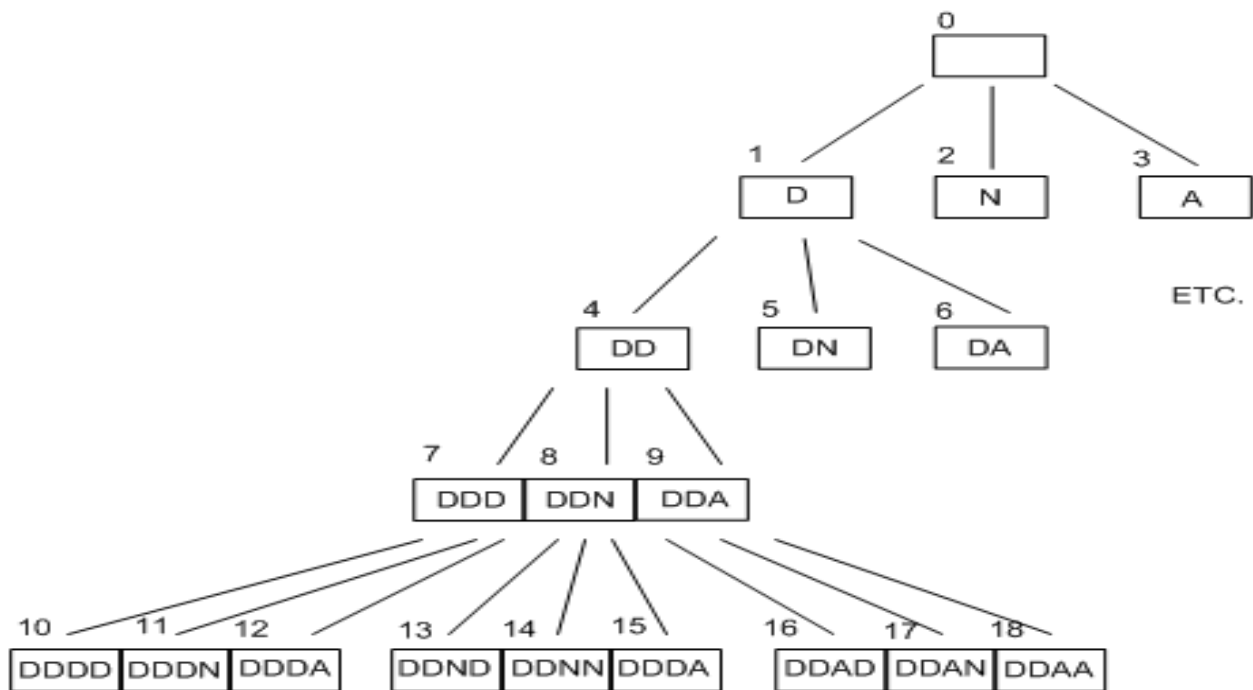 0
1 2 3
D N A
ETC.
4 5 6
DD DN DA
7 8 9
DDD DDN DDA
10 11 12 13 14 15 16 17 18
DDDD DDDN DDDA DDND DDNN DDDA DDAD DDAN DDAA